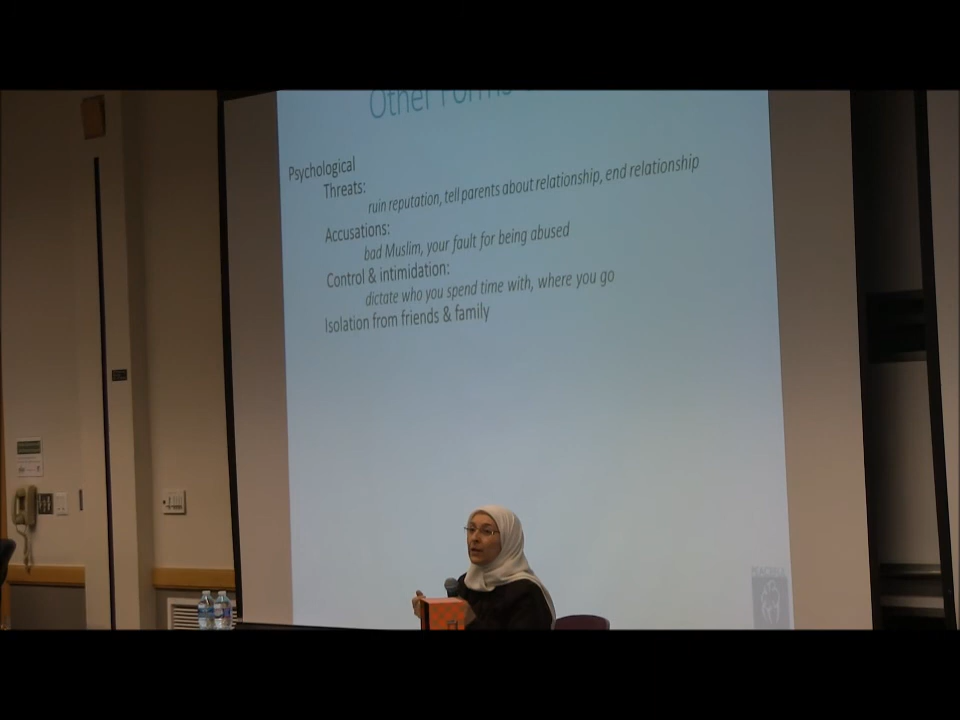 Other Forms
Psychological
Threats:
ruin reputation, tell parents about relationship, end relationship
Accusations:
bad Muslim, your fault for being abused
Control & intimidation:
dictate who you spend time with, where you go
Isolation from friends & family
PEACEFUL